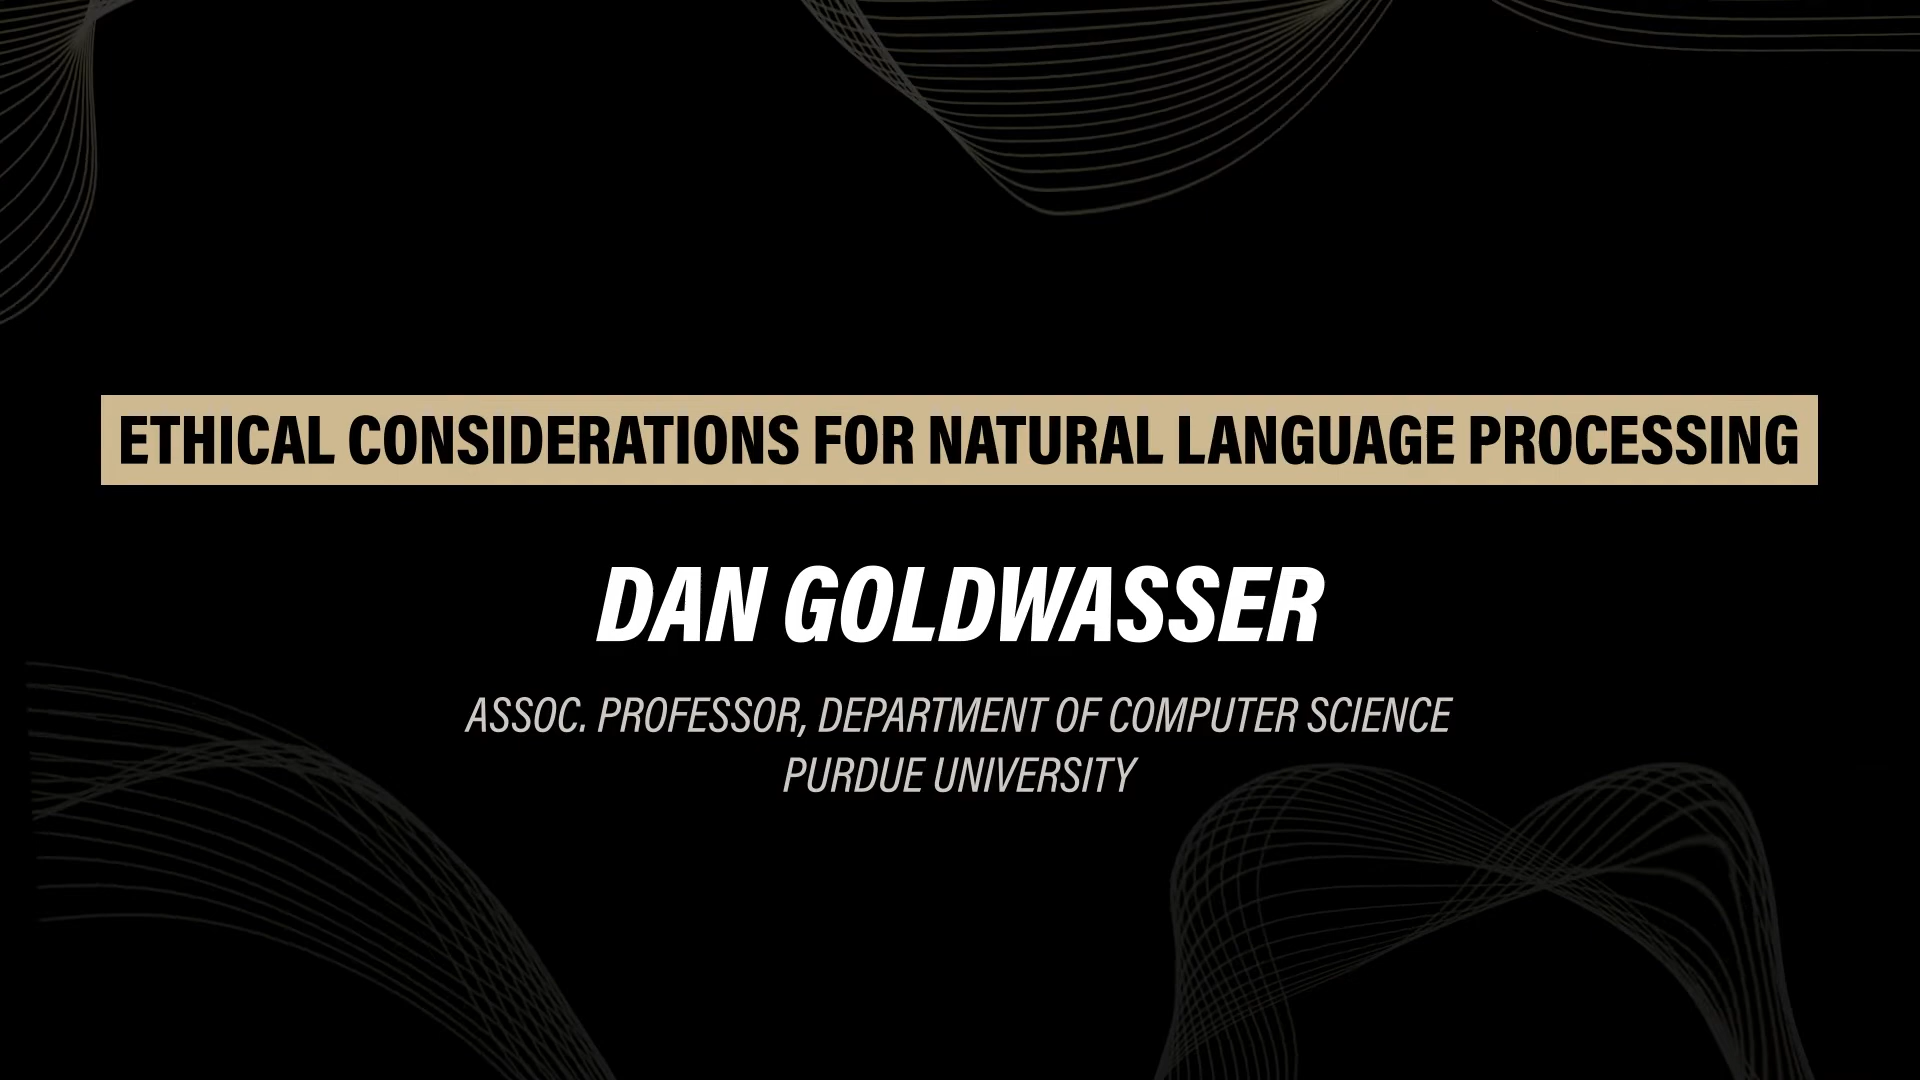 ETHICAL CONSIDERATIONS FOR NATURAL LANGUAGE PROCESSING
DAN GOLDWASSER
ASSOC. PROFESSOR, DEPARTMENT OF COMPUTER SCIENCE
PURDUE UNIVERSITY